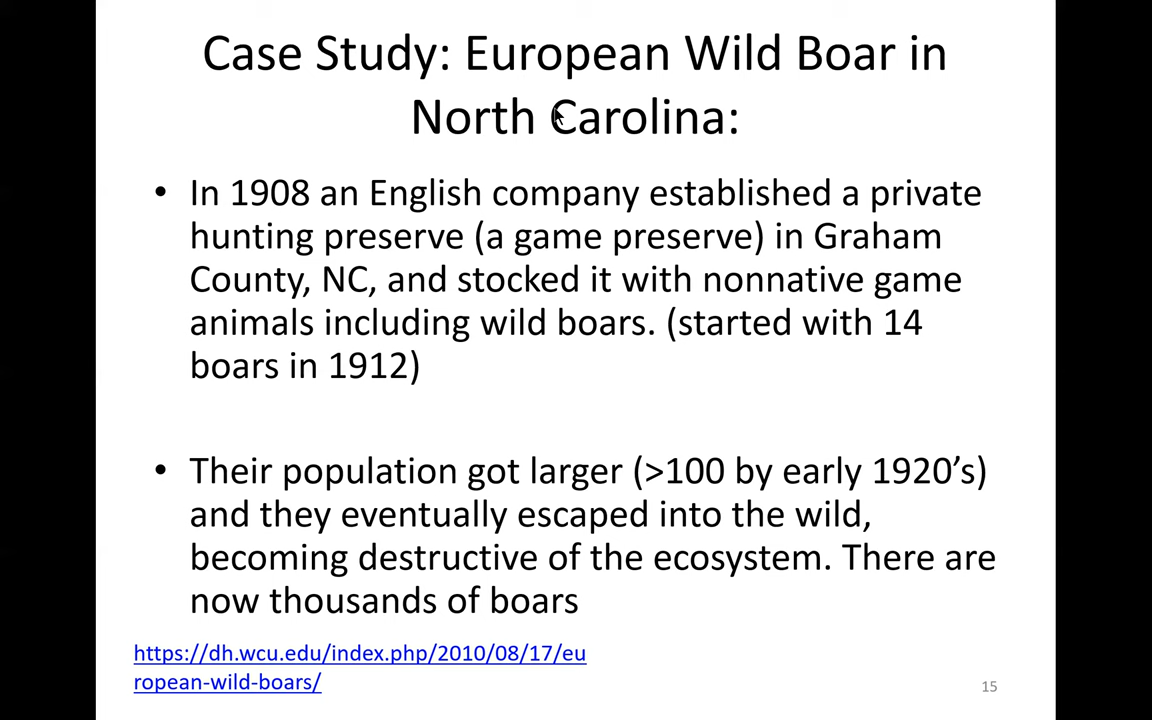 Case Study: European Wild Boar in
North Carolina:
• In 1908 an English company established a private
hunting preserve (a game preserve) in Graham
County, NC, and stocked it with nonnative game
animals including wild boars. (started with 14
boars in 1912)
• Their population got larger (>100 by early 1920’s)
and they eventually escaped into the wild,
becoming destructive of the ecosystem. There are
now thousands of boars
https://dh.wcu.edu/index.php/2010/08/17/eu
ropean-wild-boars/
15